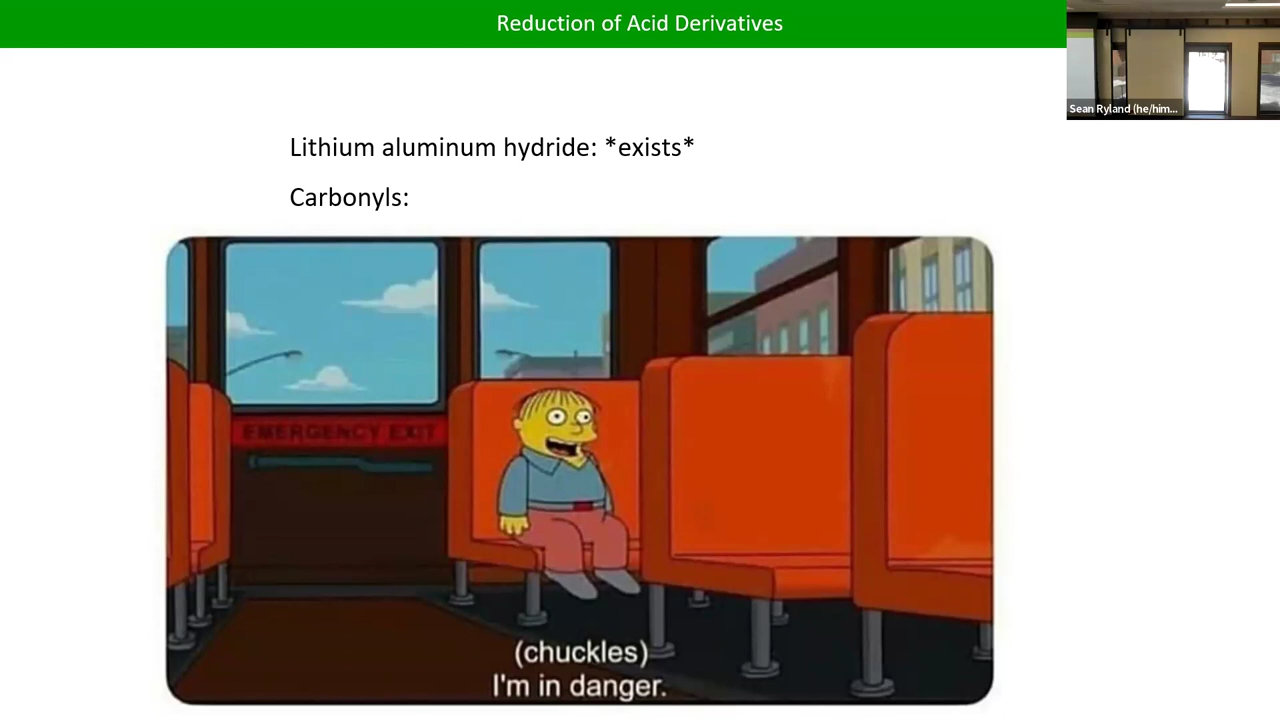 Reduction of Acid Derivatives
Sean Ryland (he/him...
Lithium aluminum hydride: *exists*
Carbonyls:
EMERGENCY EXIT
(chuckles)
I'm in danger.